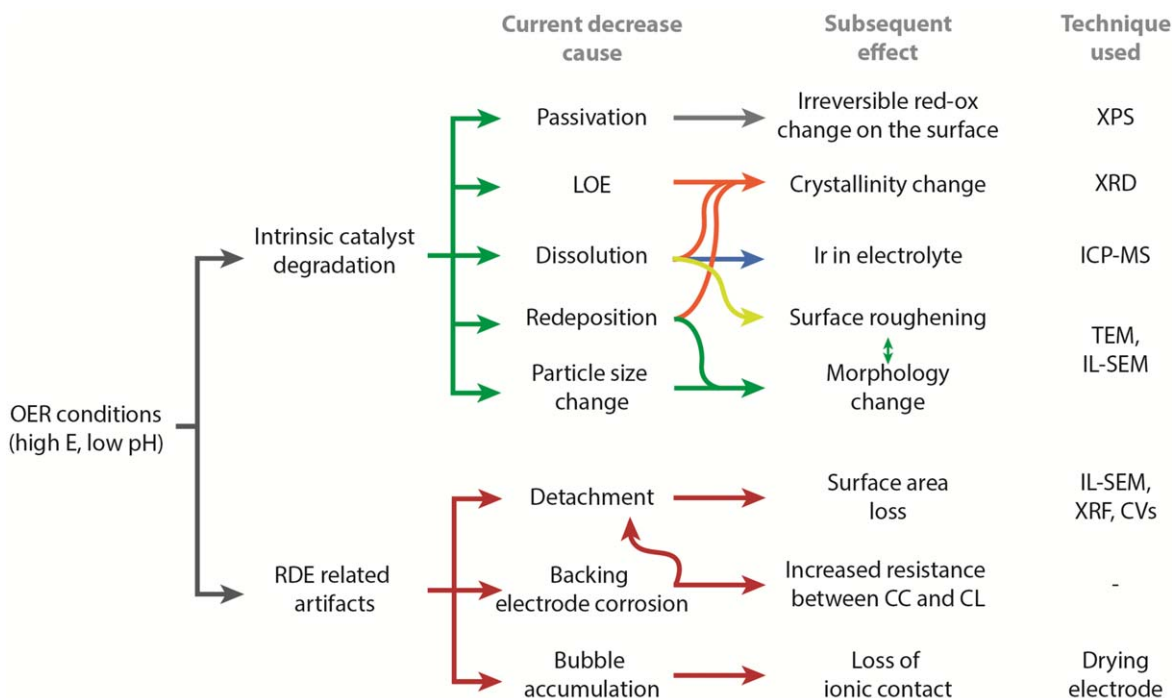 Current decrease
cause
Subsequent
effect
Technique
used
Passivation
Irreversible red-ox
change on the surface
XPS
LOE
Crystallinity change
XRD
Intrinsic catalyst
degradation
Dissolution
Ir in electrolyte
ICP-MS
Redeposition
Surface roughening
TEM,
IL-SEM
Particle size
change
Morphology
change
OER conditions
(high E, low pH)
Detachment
Surface area
loss
IL-SEM,
XRF, CVs
RDE related
artifacts
Backing
electrode corrosion
Increased resistance
between CC and CL
-
Bubble
accumulation
Loss of
ionic contact
Drying
electrode